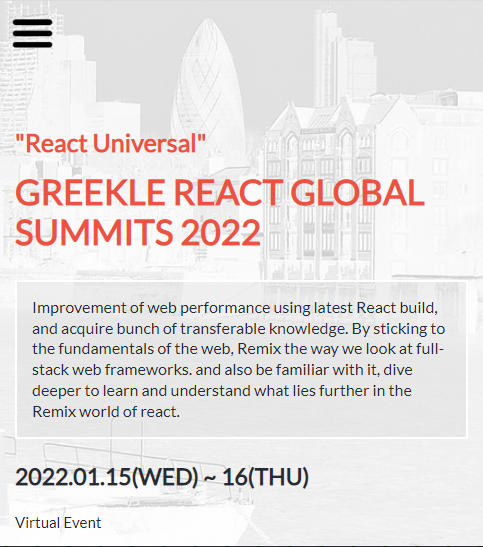 "React Universal"
GREEKLE REACT GLOBAL
SUMMITS 2022
Improvement of web performance using latest React build,
and acquire bunch of transferable knowledge. By sticking to
the fundamentals of the web, Remix the way we look at full-
stack web frameworks. and also be familiar with it, dive
deeper to learn and understand what lies further in the
Remix world of react.
2022.01.15(WED) ~ 16(THU)
Virtual Event